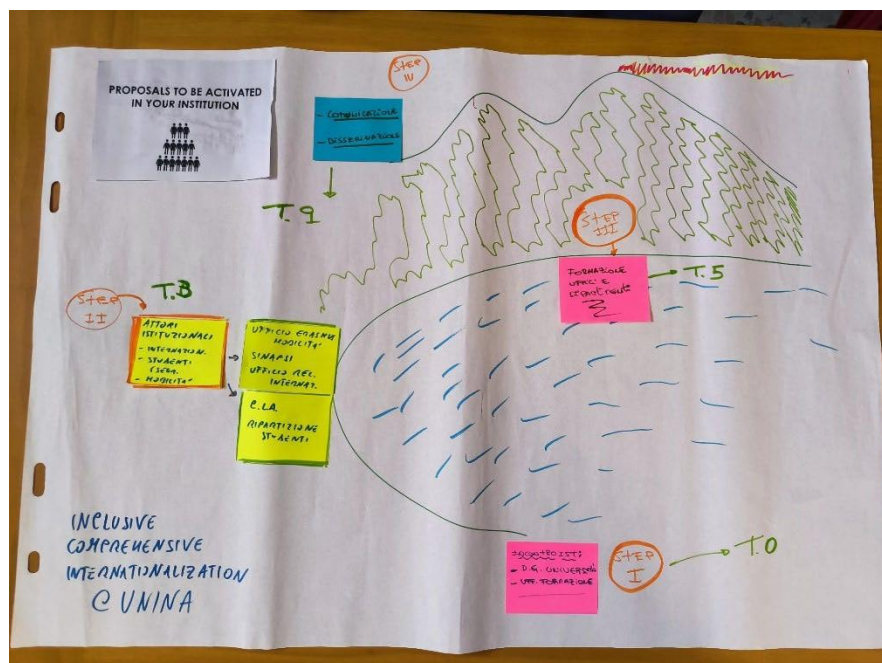 PROPOSALS TO BE ACTIVATED
IN YOUR INSTITUTION
STEP
IV
- COMUNICAZIONE
- DISSEMINAZIONE
T.9
STEP
III
FORMAZIONE
UFFICI E
T.5
STEP
II
T.3
ATTORI
ISTITUZIONALI
- INTERNAZION.
- STUDENTI
- MOBILITA'
UFFICIO ERASMUS
MOBILITA'
SINAPSI
UFFICIO REL.
INTERNAZ.
C.LA.
RIPARTIZIONE
STUDENTI
INCLUSIVE
COMPREHENSIVE
INTERNATIONALIZATION
@ UNINA
- D.G. UNIVERSITÀ
- UFF. FORMAZIONE
STEP
I
T.0